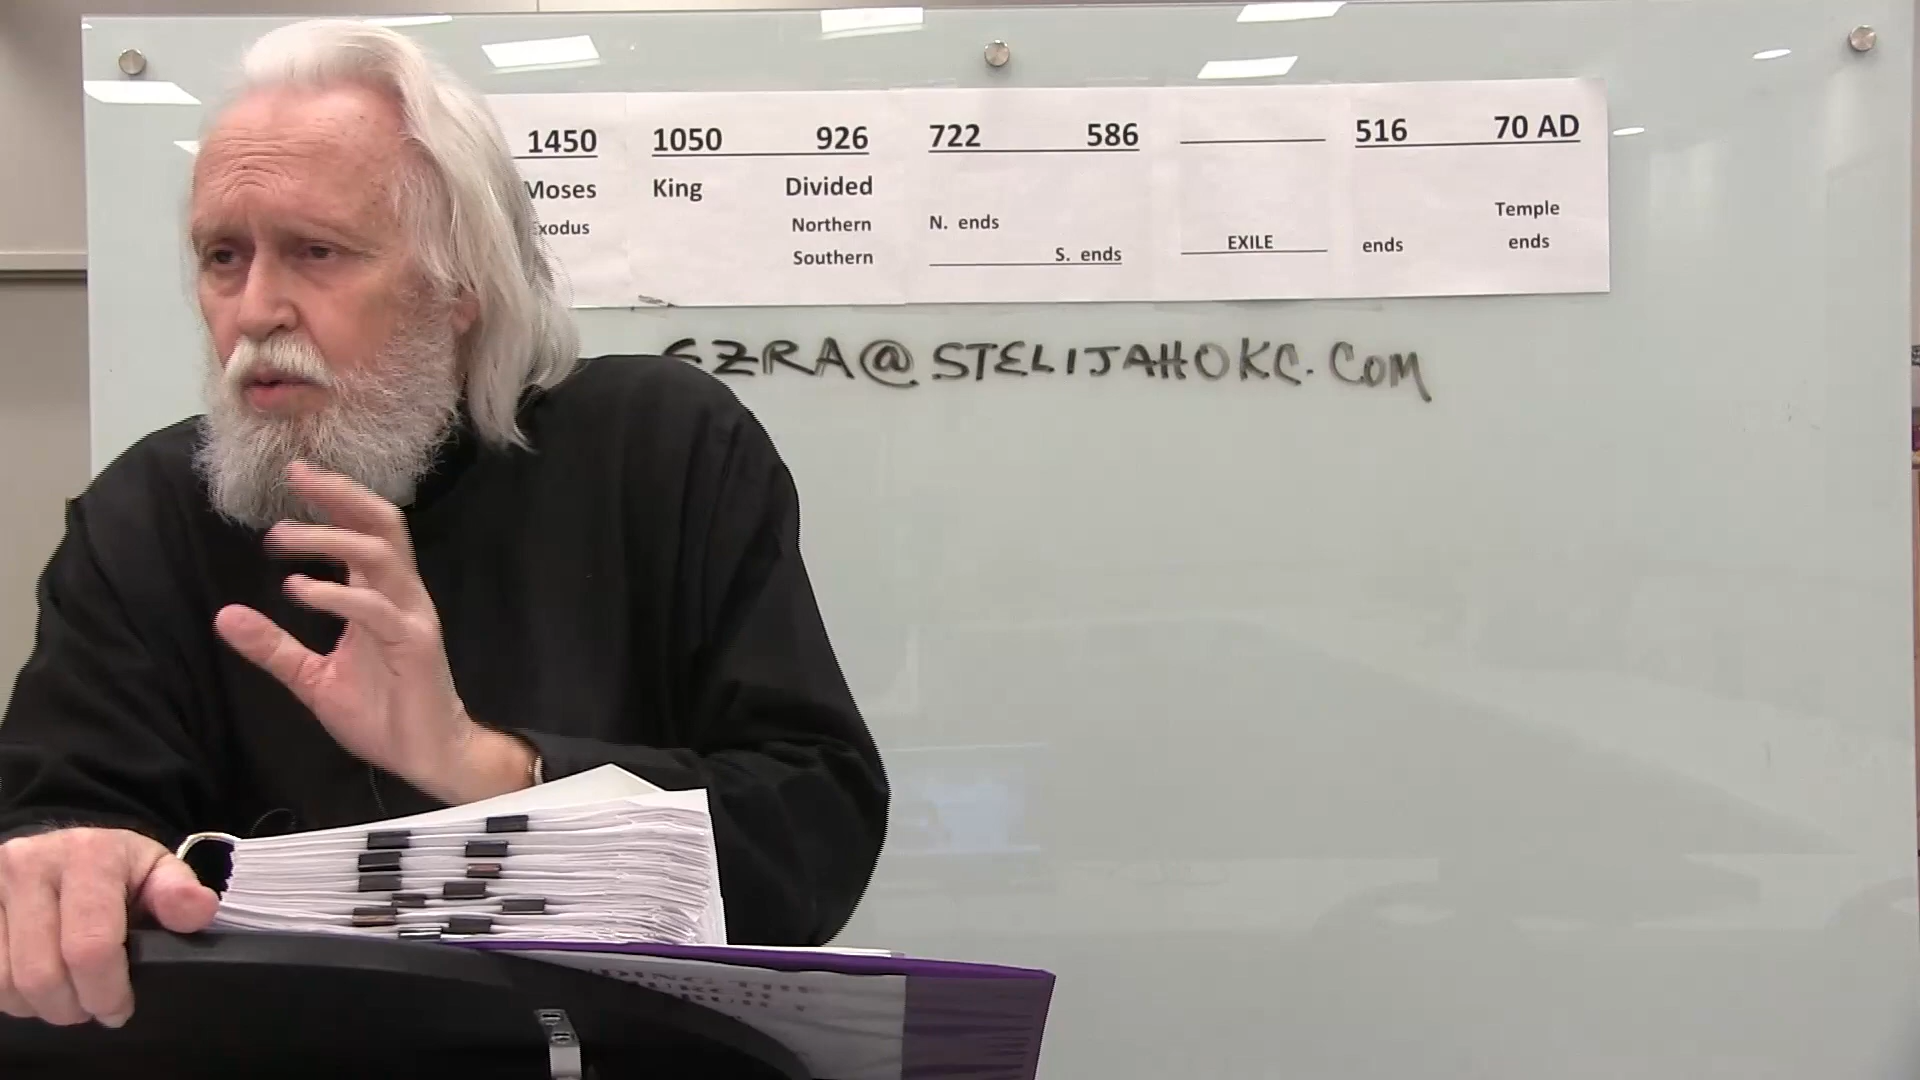 1450 1050 926 722 586 516 70 AD
Moses King Divided
Exodus Northern N. ends Temple
Southern S. ends EXILE ends ends
EZRA@STELIJAHOKC.COM